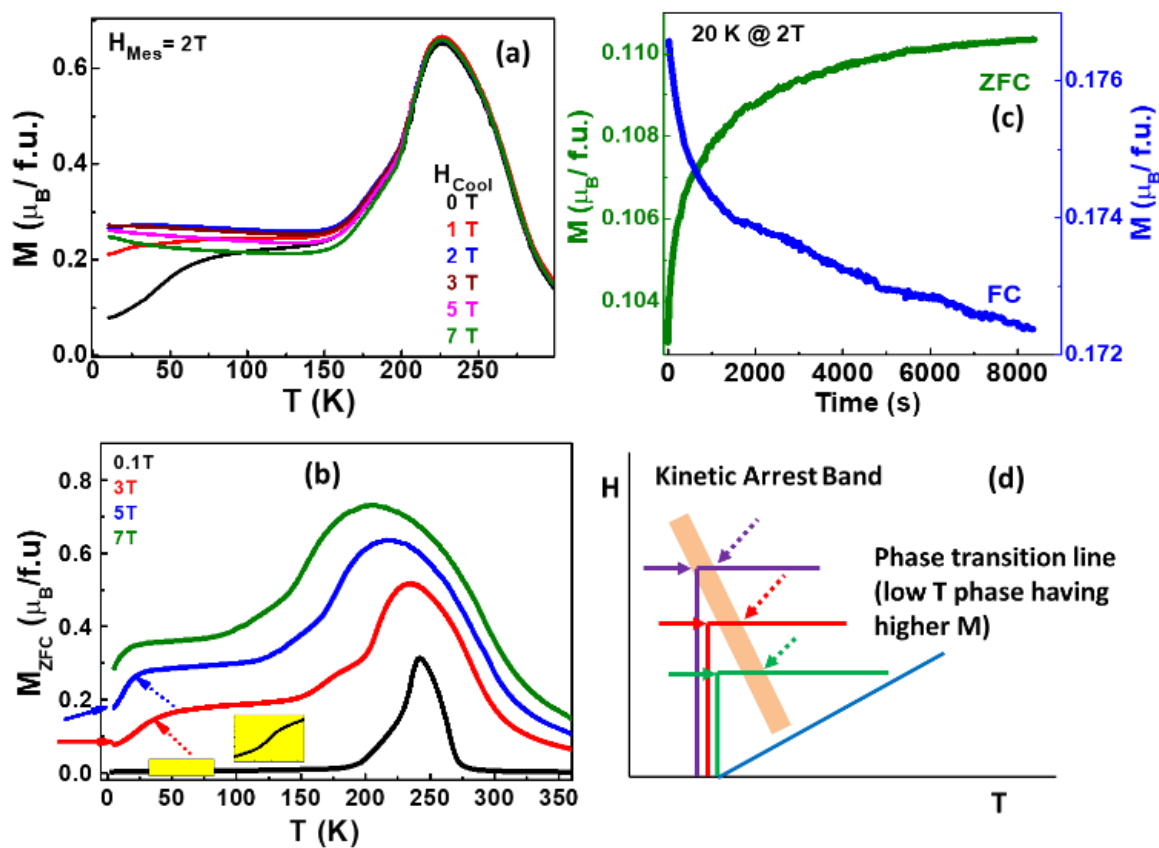 H_Mes = 2T
(a)
M (μ_B/ f.u.)
0.6
0.4
0.2
0.0
H_Cool
0 T
1 T
2 T
3 T
5 T
7 T
0 50 100 150 200 250
T (K)
20 K @ 2T
ZFC
(c)
FC
M (μ_B/ f.u.)
0.110
0.108
0.106
0.104
M (μ_B/ f.u.)
0.176
0.174
0.172
0 2000 4000 6000 8000
Time (s)
0.1T
3T
5T
7T
(b)
M_ZFC (μ_B/f.u)
0.8
0.6
0.4
0.2
0.0
0 50 100 150 200 250 300 350
T (K)
H
Kinetic Arrest Band
(d)
Phase transition line
(low T phase having
higher M)
T